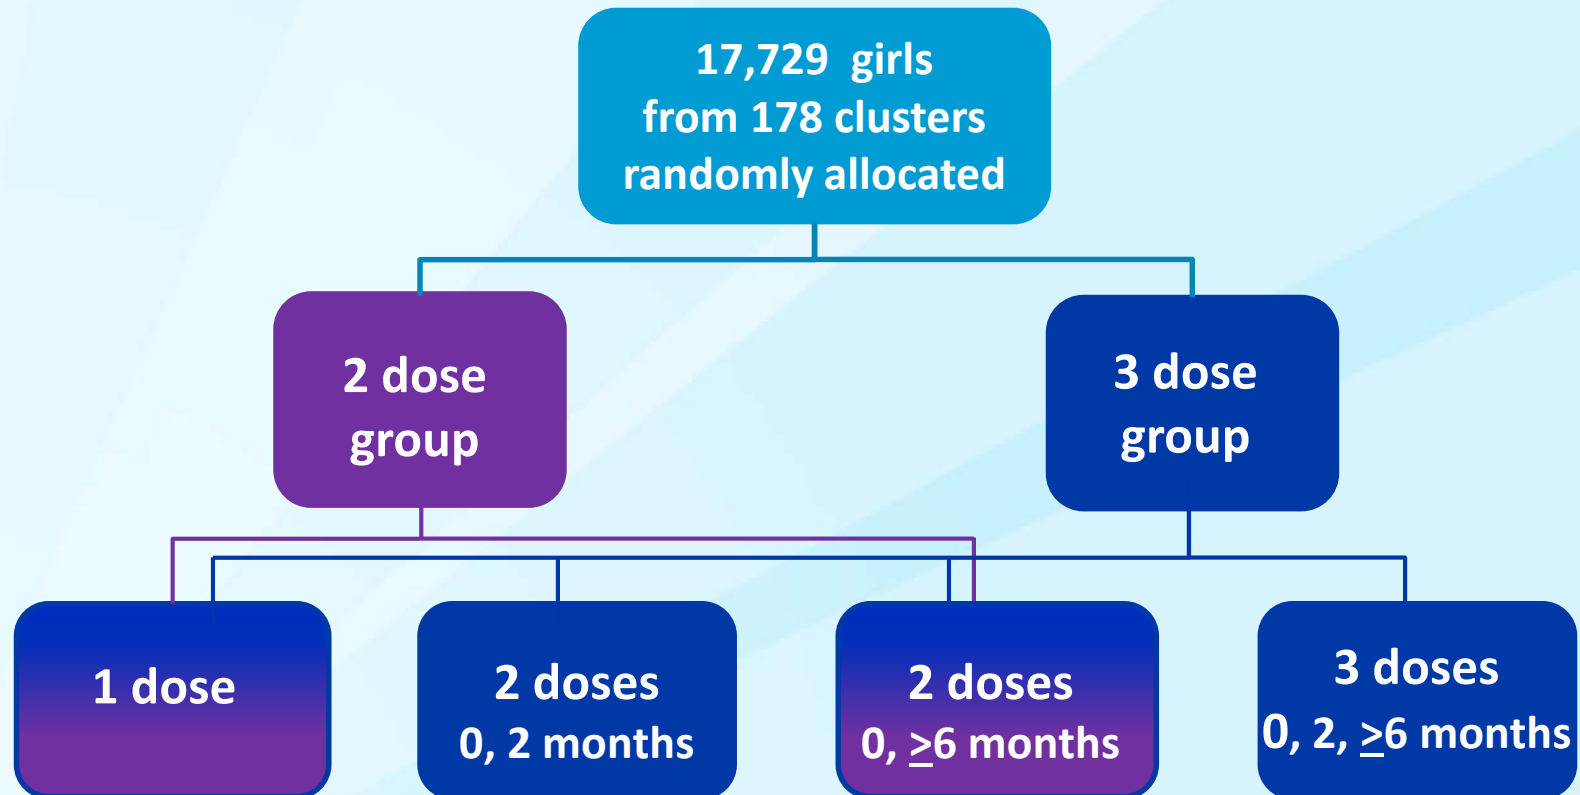 17,729 girls
from 178 clusters
randomly allocated
2 dose
group
3 dose
group
1 dose
2 doses
0, 2 months
2 doses
0, ≥6 months
3 doses
0, 2, ≥6 months